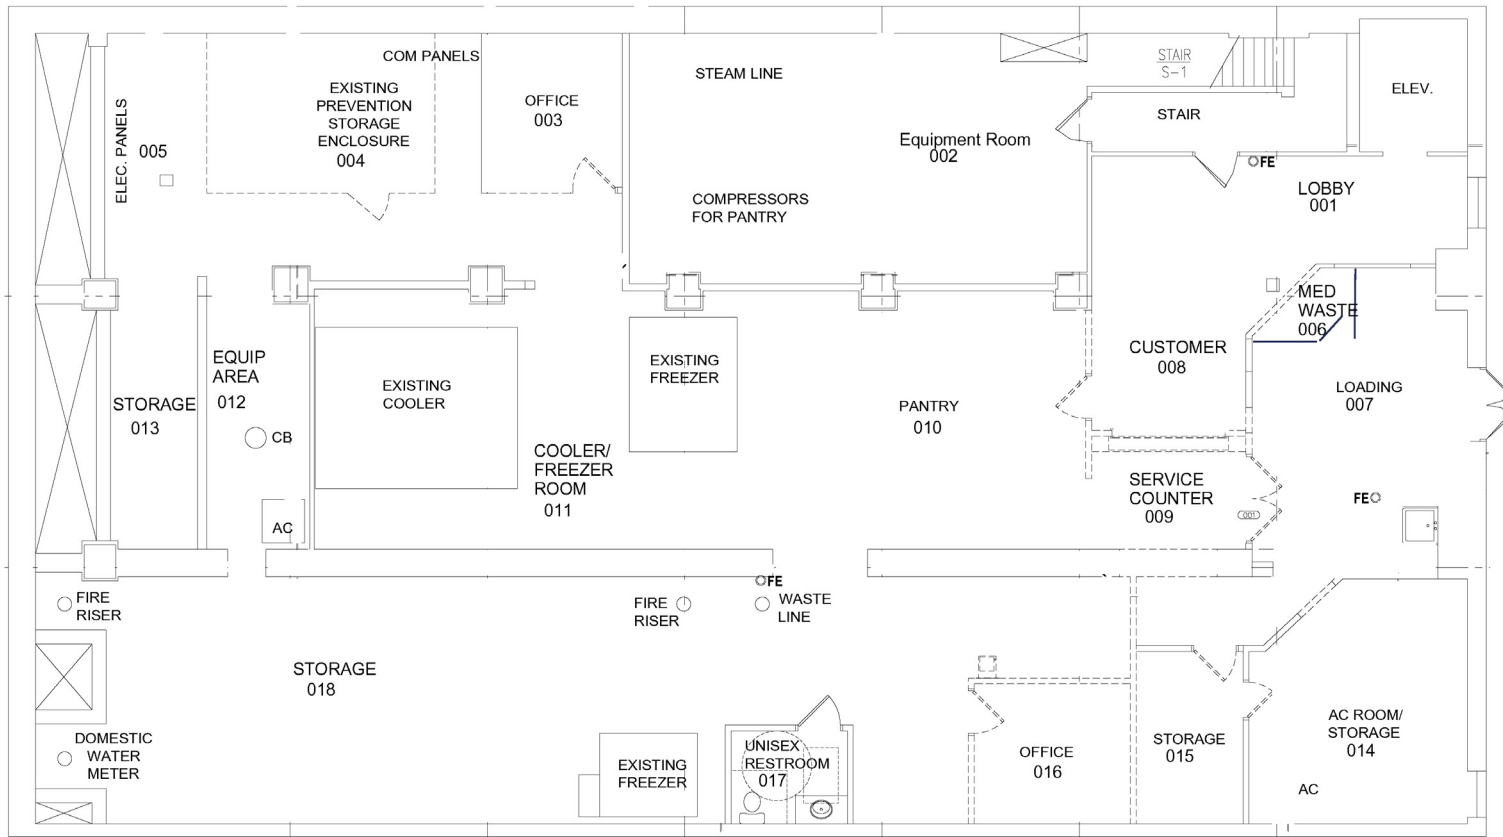 COM PANELS
EXISTING
PREVENTION
STORAGE
ENCLOSURE
004
ELEC. PANELS
005
OFFICE
003
STEAM LINE
Equipment Room
002
COMPRESSORS
FOR PANTRY
STAIR
S-1
STAIR
ELEV.
FE
LOBBY
001
MED
WASTE
006
CUSTOMER
008
LOADING
007
EQUIP
AREA
012
STORAGE
013
CB
AC
EXISTING
COOLER
EXISTING
FREEZER
COOLER/
FREEZER
ROOM
011
PANTRY
010
SERVICE
COUNTER
009
001
FE
FIRE
RISER
FIRE
RISER
FE
WASTE
LINE
STORAGE
018
DOMESTIC
WATER
METER
EXISTING
FREEZER
UNISEX
RESTROOM
017
OFFICE
016
STORAGE
015
AC ROOM/
STORAGE
014
AC